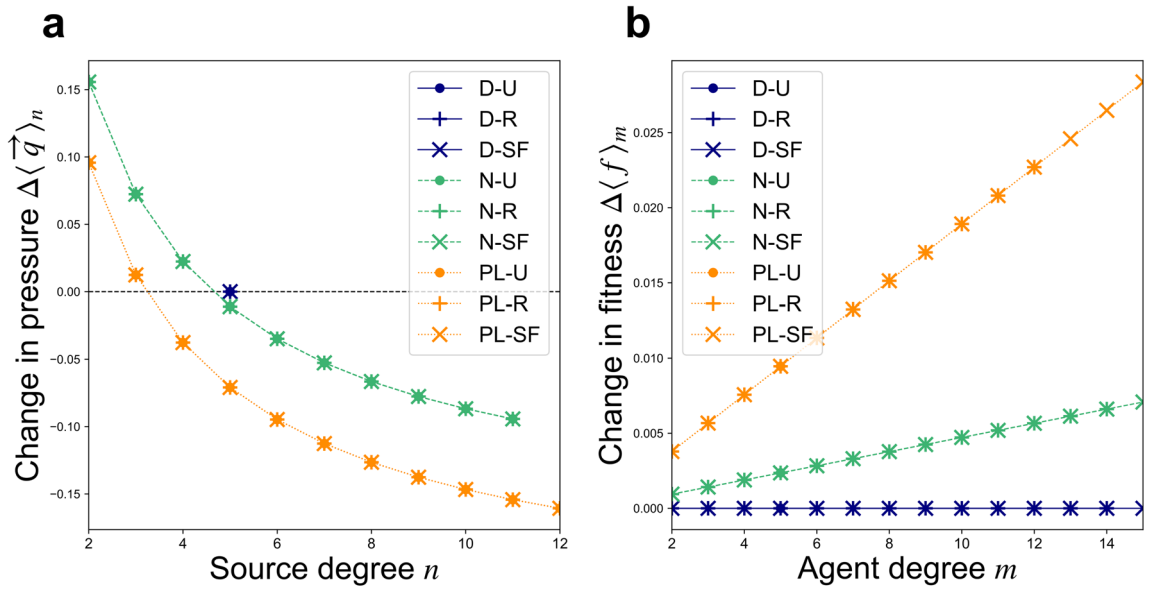 a
Change in pressure Δ⟨q⃗⟩ₙ
0.15
0.10
0.05
0.00
−0.05
−0.10
−0.15
D-U
D-R
D-SF
N-U
N-R
N-SF
PL-U
PL-R
PL-SF
2 4 6 8 10 12
Source degree n
b
Change in fitness Δ⟨f⟩ₘ
0.025
0.020
0.015
0.010
0.005
0.000
D-U
D-R
D-SF
N-U
N-R
N-SF
PL-U
PL-R
PL-SF
2 4 6 8 10 12 14
Agent degree m